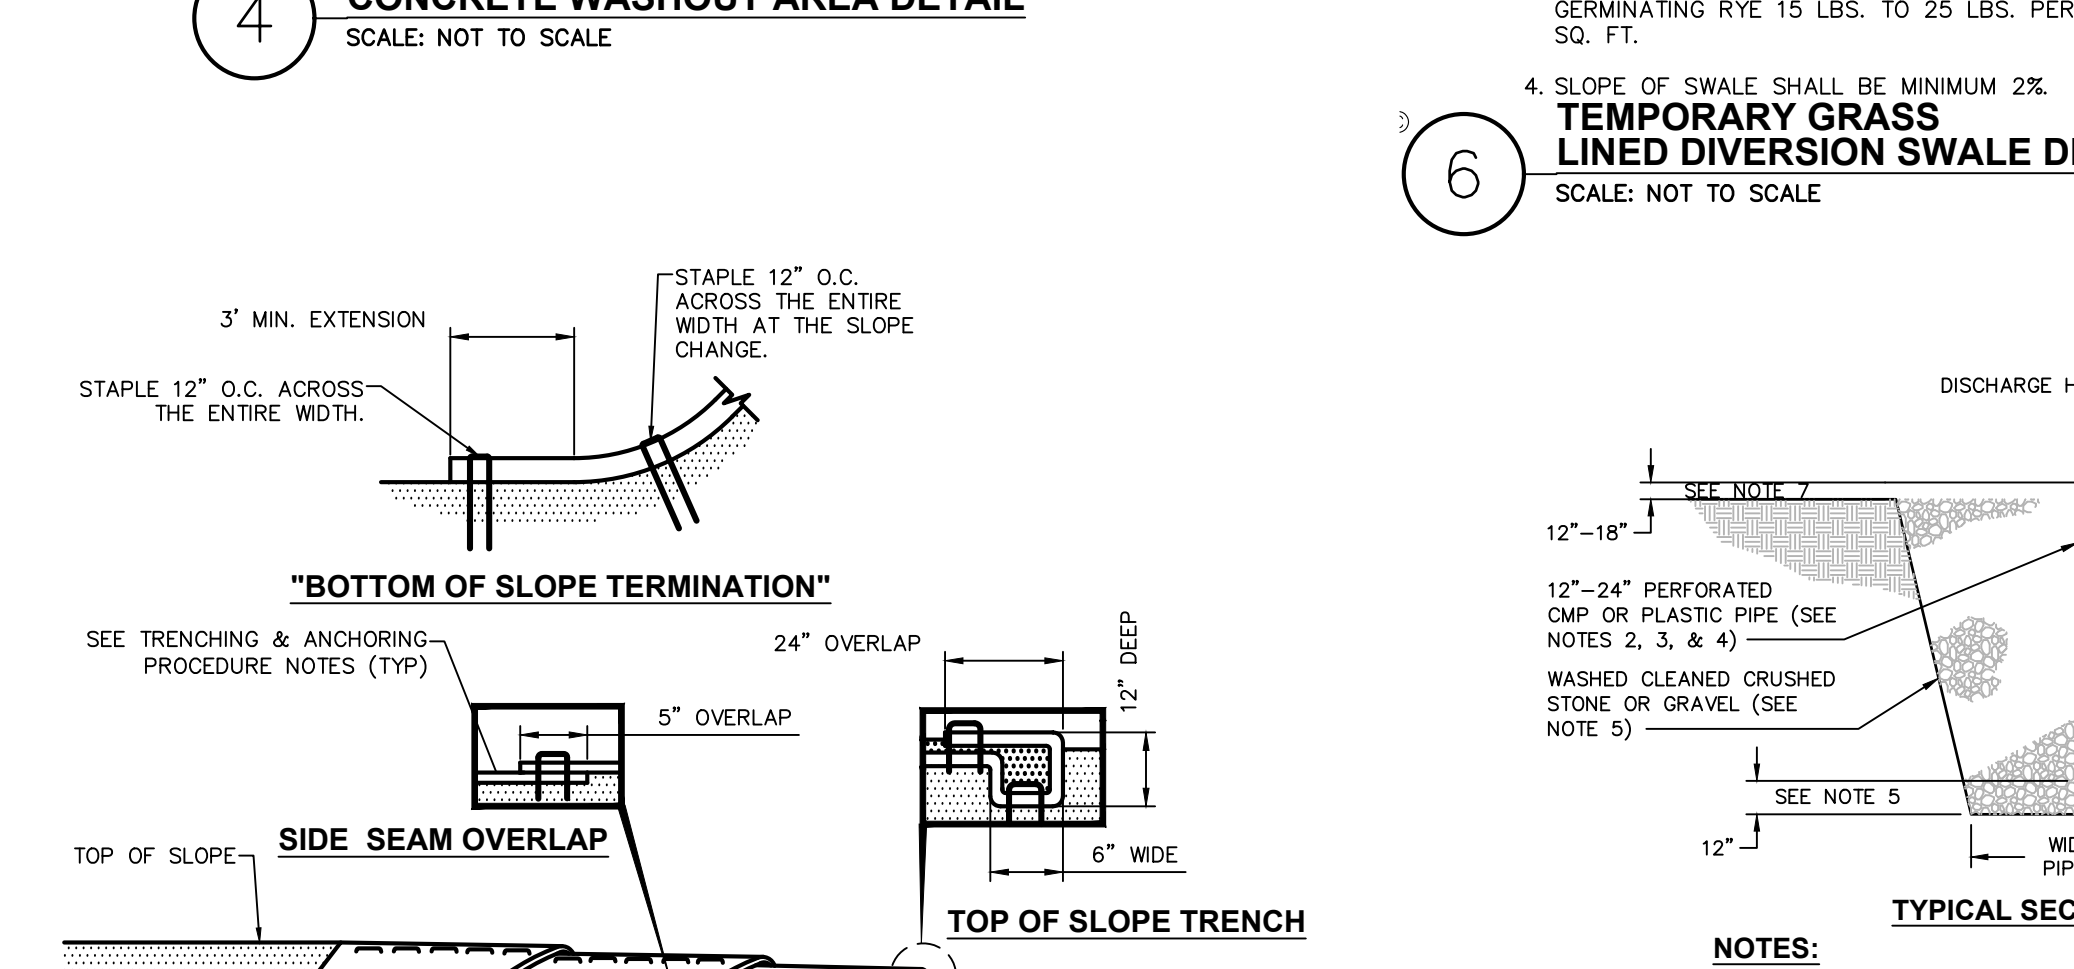 4
CONCRETE WASHOUT AREA DETAIL
SCALE: NOT TO SCALE
GERMINATING RYE 15 LBS. TO 25 LBS. PER
SQ. FT.
4. SLOPE OF SWALE SHALL BE MINIMUM 2%.
©
6
TEMPORARY GRASS
LINED DIVERSION SWALE
SCALE: NOT TO SCALE
3' MIN. EXTENSION
STAPLE 12" O.C.
ACROSS THE ENTIRE
WIDTH AT THE SLOPE
CHANGE.
STAPLE 12" O.C. ACROSS
THE ENTIRE WIDTH.
"BOTTOM OF SLOPE TERMINATION"
SEE TRENCHING & ANCHORING
PROCEDURE NOTES (TYP)
5" OVERLAP
SIDE SEAM OVERLAP
24" OVERLAP
12" DEEP
6" WIDE
TOP OF SLOPE TRENCH
TOP OF SLOPE
DISCHARGE
SEE NOTE 7
12"-18"
12"-24" PERFORATED
CMP OR PLASTIC PIPE (SEE
NOTES 2, 3, & 4)
WASHED CLEANED CRUSHED
STONE OR GRAVEL (SEE
NOTE 5)
SEE NOTE 5
12"
TYPICAL
NOTES: